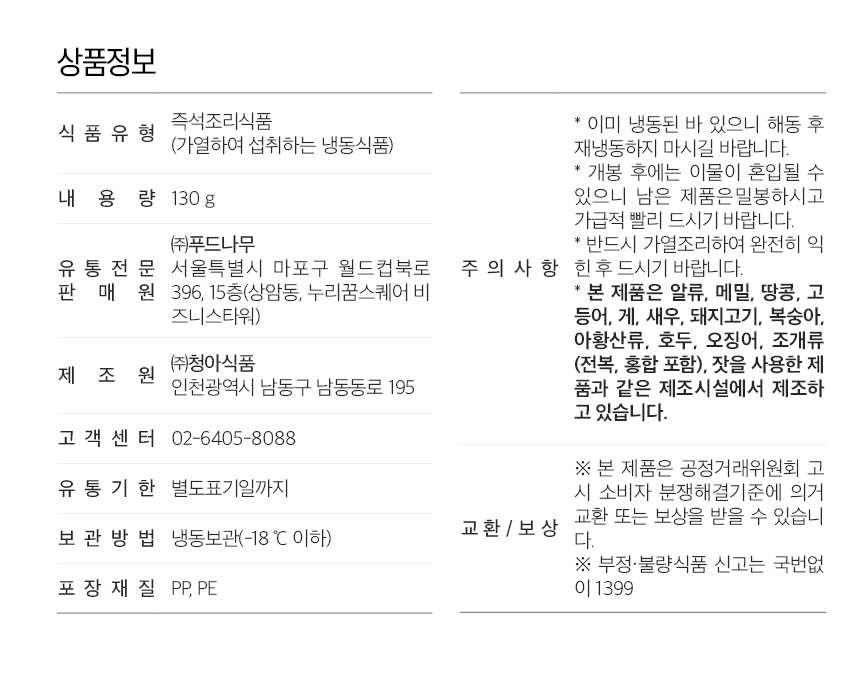 상품정보
식품유형
즉석조리식품
(가열하여 섭취하는 냉동식품)
내용량
130 g
유통전문
판매원
㈜푸드나무
서울특별시 마포구 월드컵북로
396, 15층(상암동, 누리꿈스퀘어 비
즈니스타워)
제조원
㈜청아식품
인천광역시 남동구 남동동로 195
고객센터
02-6405-8088
유통기한
별도표기일까지
보관방법
냉동보관(-18 ℃ 이하)
포장재질
PP, PE
주의사항
* 이미 냉동된 바 있으니 해동 후
재냉동하지 마시길 바랍니다.
* 개봉 후에는 이물이 혼입될 수
있으니 남은 제품은밀봉하시고
가급적 빨리 드시기 바랍니다.
* 반드시 가열조리하여 완전히 익
힌 후 드시기 바랍니다.
* 본 제품은 알류, 메밀, 땅콩, 고
등어, 게, 새우, 돼지고기, 복숭아,
아황산류, 호두, 오징어, 조개류
(전복, 홍합 포함), 잣을 사용한 제
품과 같은 제조시설에서 제조하
고 있습니다.
교환/보상
※ 본 제품은 공정거래위원회 고
시 소비자 분쟁해결기준에 의거
교환 또는 보상을 받을 수 있습니
다.
※ 부정·불량식품 신고는 국번없
이 1399